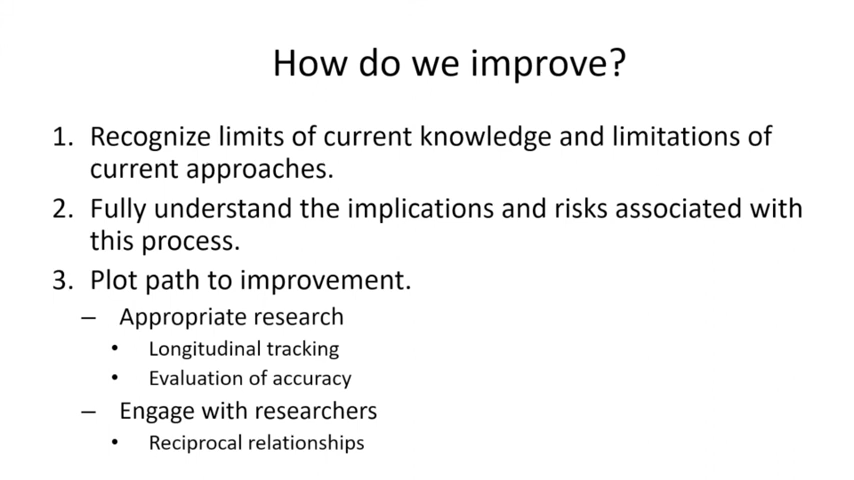 How do we improve?
1. Recognize limits of current knowledge and limitations of
current approaches.
2. Fully understand the implications and risks associated with
this process.
3. Plot path to improvement.
– Appropriate research
• Longitudinal tracking
• Evaluation of accuracy
– Engage with researchers
• Reciprocal relationships